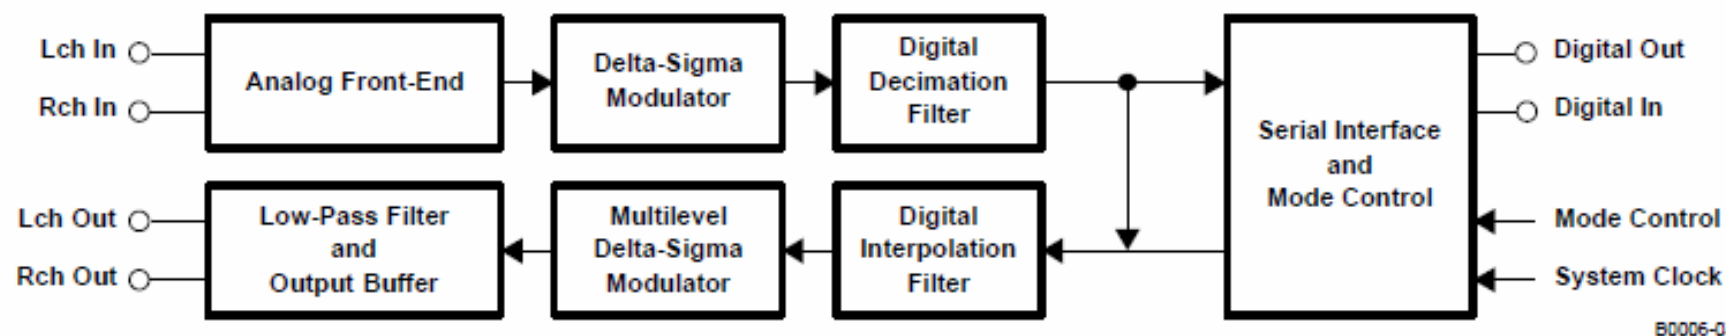 Lch In
Rch In
Analog Front-End
Delta-Sigma
Modulator
Digital
Decimation
Filter
Serial Interface
and
Mode Control
Digital Out
Digital In
Mode Control
System Clock
Lch Out
Rch Out
Low-Pass Filter
and
Output Buffer
Multilevel
Delta-Sigma
Modulator
Digital
Interpolation
Filter